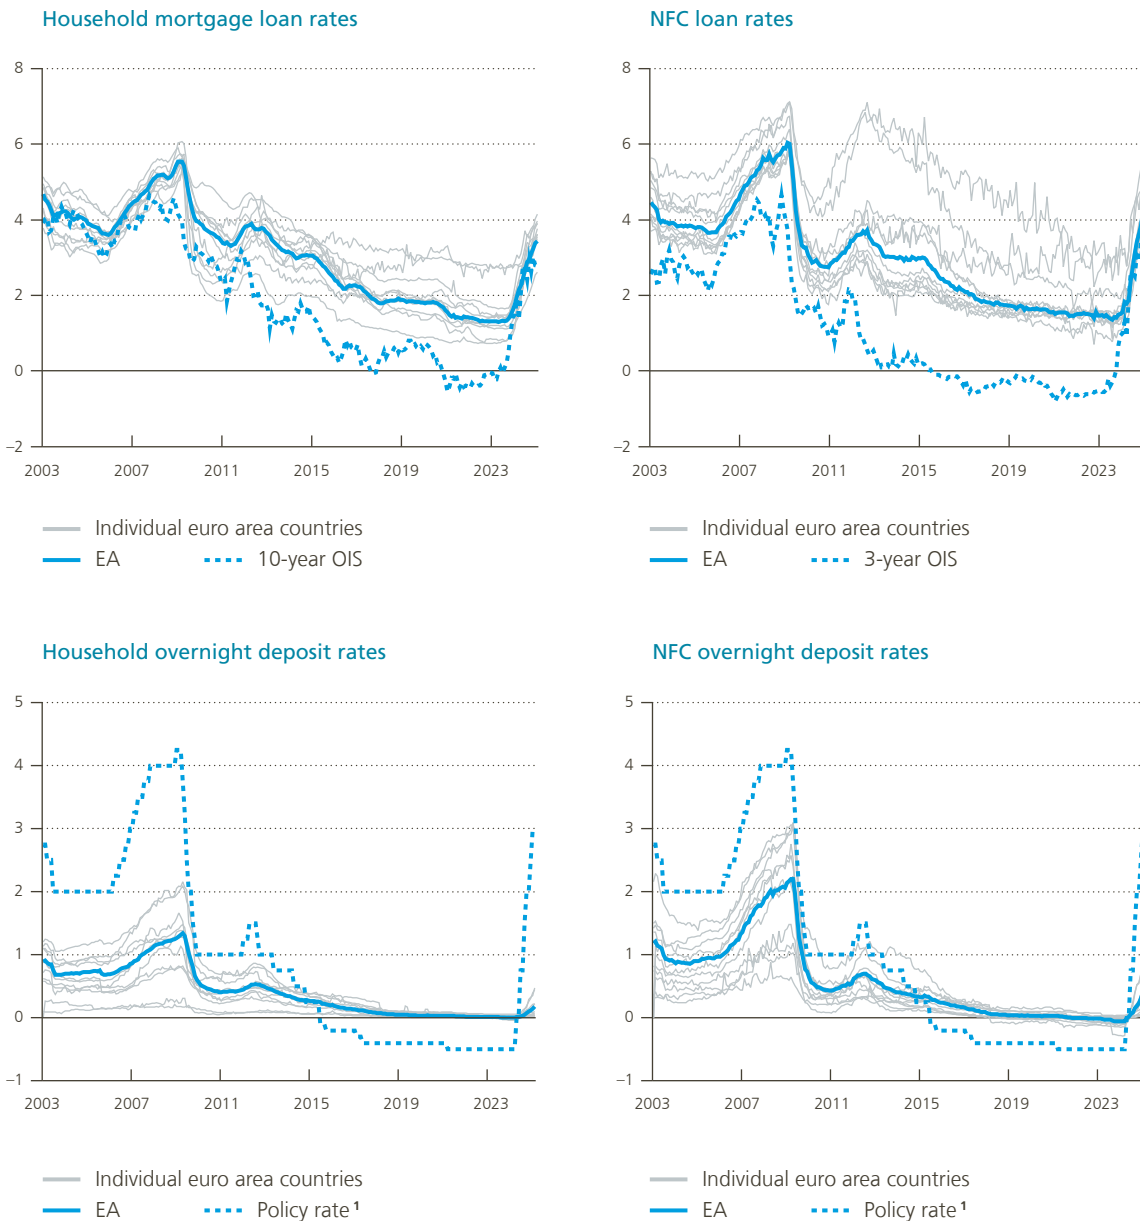 Household mortgage loan rates
8
6
4
2
0
–2
2003 2007 2011 2015 2019 2023
Individual euro area countries
EA 10-year OIS
NFC loan rates
8
6
4
2
0
–2
2003 2007 2011 2015 2019 2023
Individual euro area countries
EA 3-year OIS
Household overnight deposit rates
5
4
3
2
1
0
–1
2003 2007 2011 2015 2019 2023
Individual euro area countries
EA Policy rate ¹
NFC overnight deposit rates
5
4
3
2
1
0
–1
2003 2007 2011 2015 2019 2023
Individual euro area countries
EA Policy rate ¹